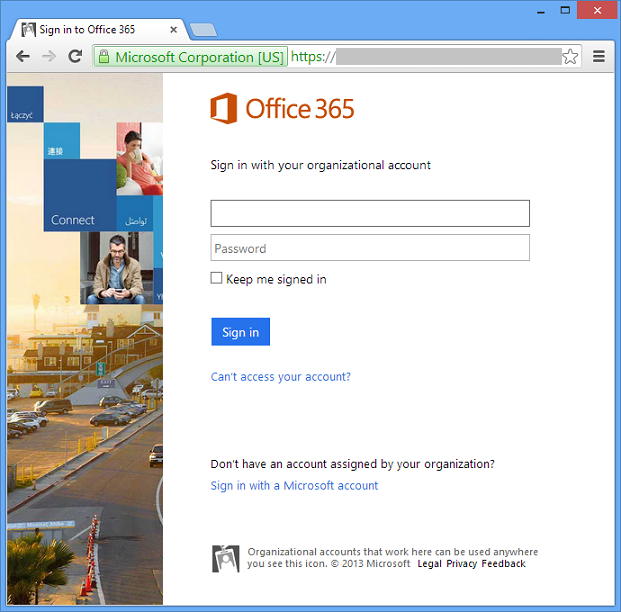 Sign in to Office 365
Microsoft Corporation [US] https://
Łączyć
連接
Connect
تواصَل
Office 365
Sign in with your organizational account
Password
Keep me signed in
Sign in
Can't access your account?
Don't have an account assigned by your organization?
Sign in with a Microsoft account
Organizational accounts that work here can be used anywhere
you see this icon. © 2013 Microsoft Legal Privacy Feedback